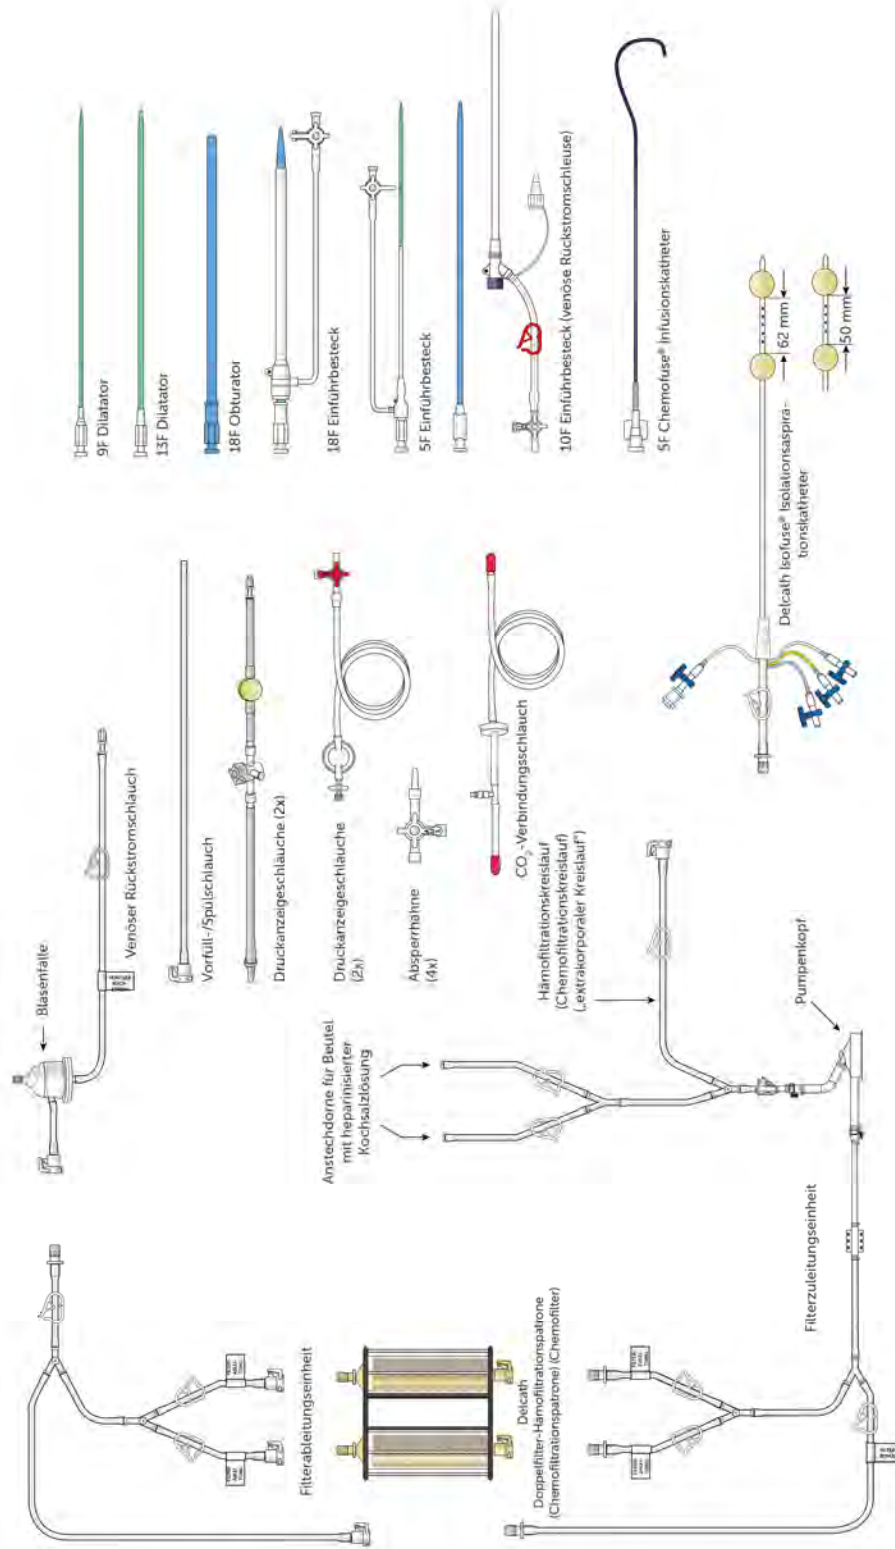 Blasenfalle
Venöser Rückstromschlauch
Vorfüll-/Spülschlauch
Druckanzeigeschläuche (2x)
Druckanzeigeschläuche
(2x)
Absperrhähne
(4x)
CO₂-Verbindungsschlauch
9F Dilatator
13F Dilatator
18F Obturator
18F Einführbesteck
5F Einführbesteck
10F Einführbesteck (venöse Rückstromschleuse)
5F Chemofuse® Infusionskatheter
62 mm
50 mm
Delcath Isofuse® Isolationsaspira-
tionskatheter
Filterableitungseinheit
Delcath
Doppelfilter-Hämofiltrationspatrone
(Chemofiltrationspatrone) (Chemofilter)
Anstechdorne für Beutel
mit heparinisierter
Kochsalzlösung
Hämofiltrationskreislauf
(Chemofiltrationskreislauf)
(„extrakorporaler Kreislauf“)
Pumpenkopf
Filterzuleitungseinheit